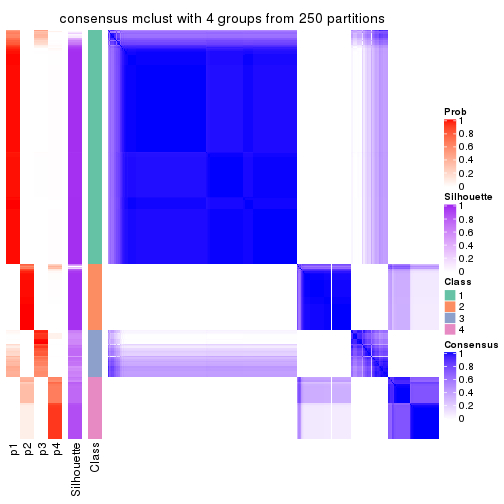 consensus mclust with 4 groups from 250 partitions
Prob
1
0.8
0.6
0.4
0.2
0
Silhouette
1
0.8
0.6
0.4
0.2
0
Class
1
2
3
4
Consensus
1
0.8
0.6
0.4
0.2
0
p1
p2
p3
p4
Silhouette
Class